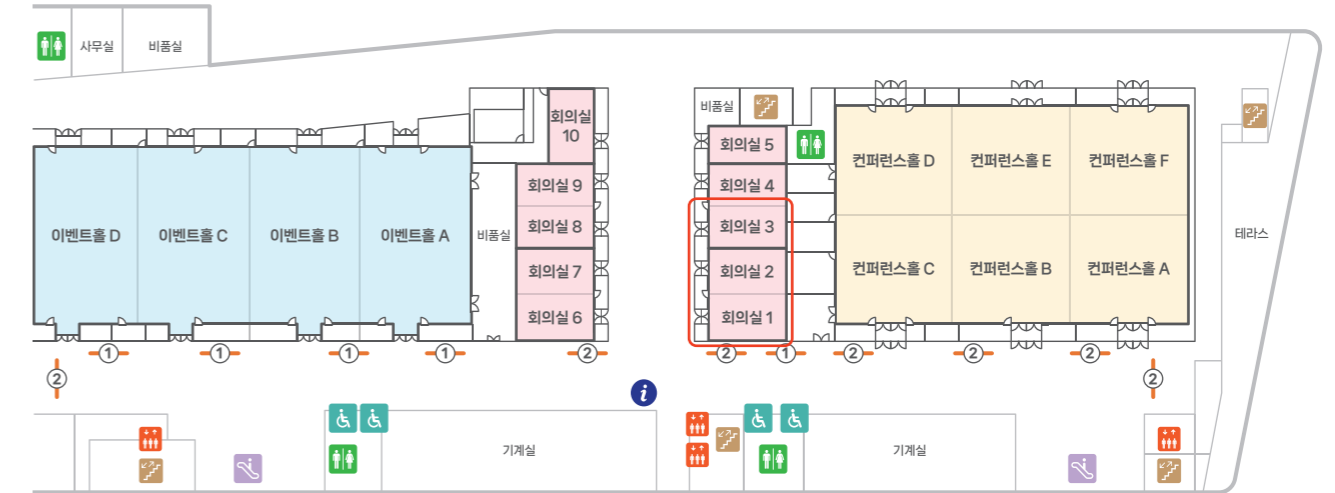 사무실
비품실
회의실
10
비품실
회의실 5
회의실 4
회의실 3
회의실 2
회의실 1
회의실 9
회의실 8
회의실 7
회의실 6
비품실
이벤트홀 D
이벤트홀 C
이벤트홀 B
이벤트홀 A
컨퍼런스홀 D
컨퍼런스홀 E
컨퍼런스홀 F
컨퍼런스홀 C
컨퍼런스홀 B
컨퍼런스홀 A
테라스
1
1
1
1
2
2
1
2
2
2
2
2
i
기계실
기계실